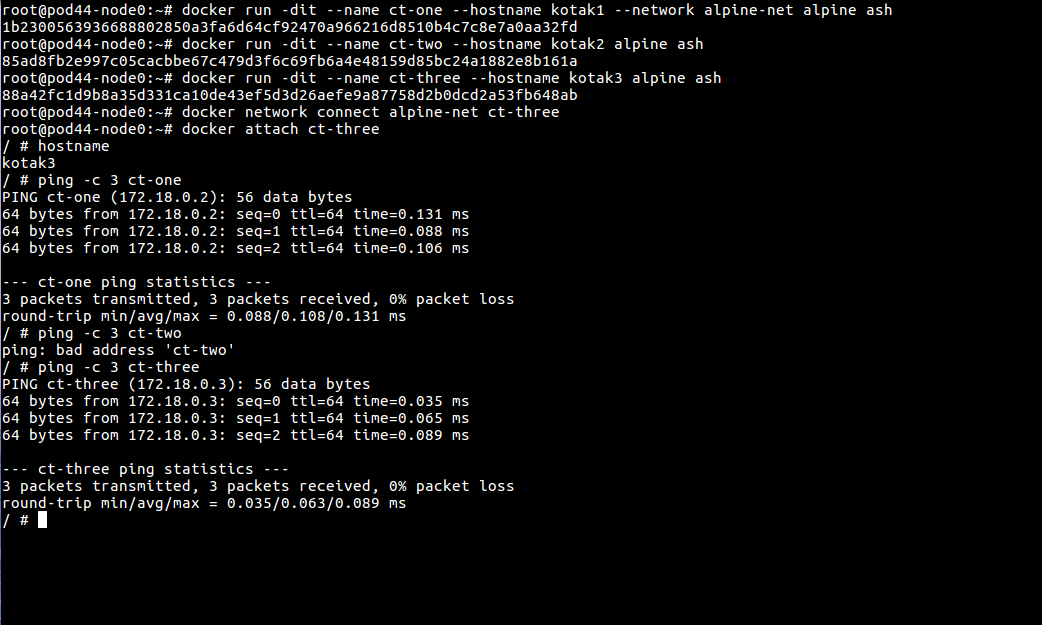 root@pod44-node0:~# docker run -dit --name ct-one --hostname kotak1 --network alpine-net alpine ash
1b2300563936688802850a3fa6d64cf92470a966216d8510b4c7c8e7a0aa32fd
root@pod44-node0:~# docker run -dit --name ct-two --hostname kotak2 alpine ash
85ad8fb2e997c05cacbbe67c479d3f6c69fb6a4e48159d85bc24a1882e8b161a
root@pod44-node0:~# docker run -dit --name ct-three --hostname kotak3 alpine ash
88a42fc1d9b8a35d331ca10de43ef5d3d26aefe9a87758d2b0dcd2a53fb648ab
root@pod44-node0:~# docker network connect alpine-net ct-three
root@pod44-node0:~# docker attach ct-three
/ # hostname
kotak3
/ # ping -c 3 ct-one
PING ct-one (172.18.0.2): 56 data bytes
64 bytes from 172.18.0.2: seq=0 ttl=64 time=0.131 ms
64 bytes from 172.18.0.2: seq=1 ttl=64 time=0.088 ms
64 bytes from 172.18.0.2: seq=2 ttl=64 time=0.106 ms

--- ct-one ping statistics ---
3 packets transmitted, 3 packets received, 0% packet loss
round-trip min/avg/max = 0.088/0.108/0.131 ms
/ # ping -c 3 ct-two
ping: bad address 'ct-two'
/ # ping -c 3 ct-three
PING ct-three (172.18.0.3): 56 data bytes
64 bytes from 172.18.0.3: seq=0 ttl=64 time=0.035 ms
64 bytes from 172.18.0.3: seq=1 ttl=64 time=0.065 ms
64 bytes from 172.18.0.3: seq=2 ttl=64 time=0.089 ms

--- ct-three ping statistics ---
3 packets transmitted, 3 packets received, 0% packet loss
round-trip min/avg/max = 0.035/0.063/0.089 ms
/ #